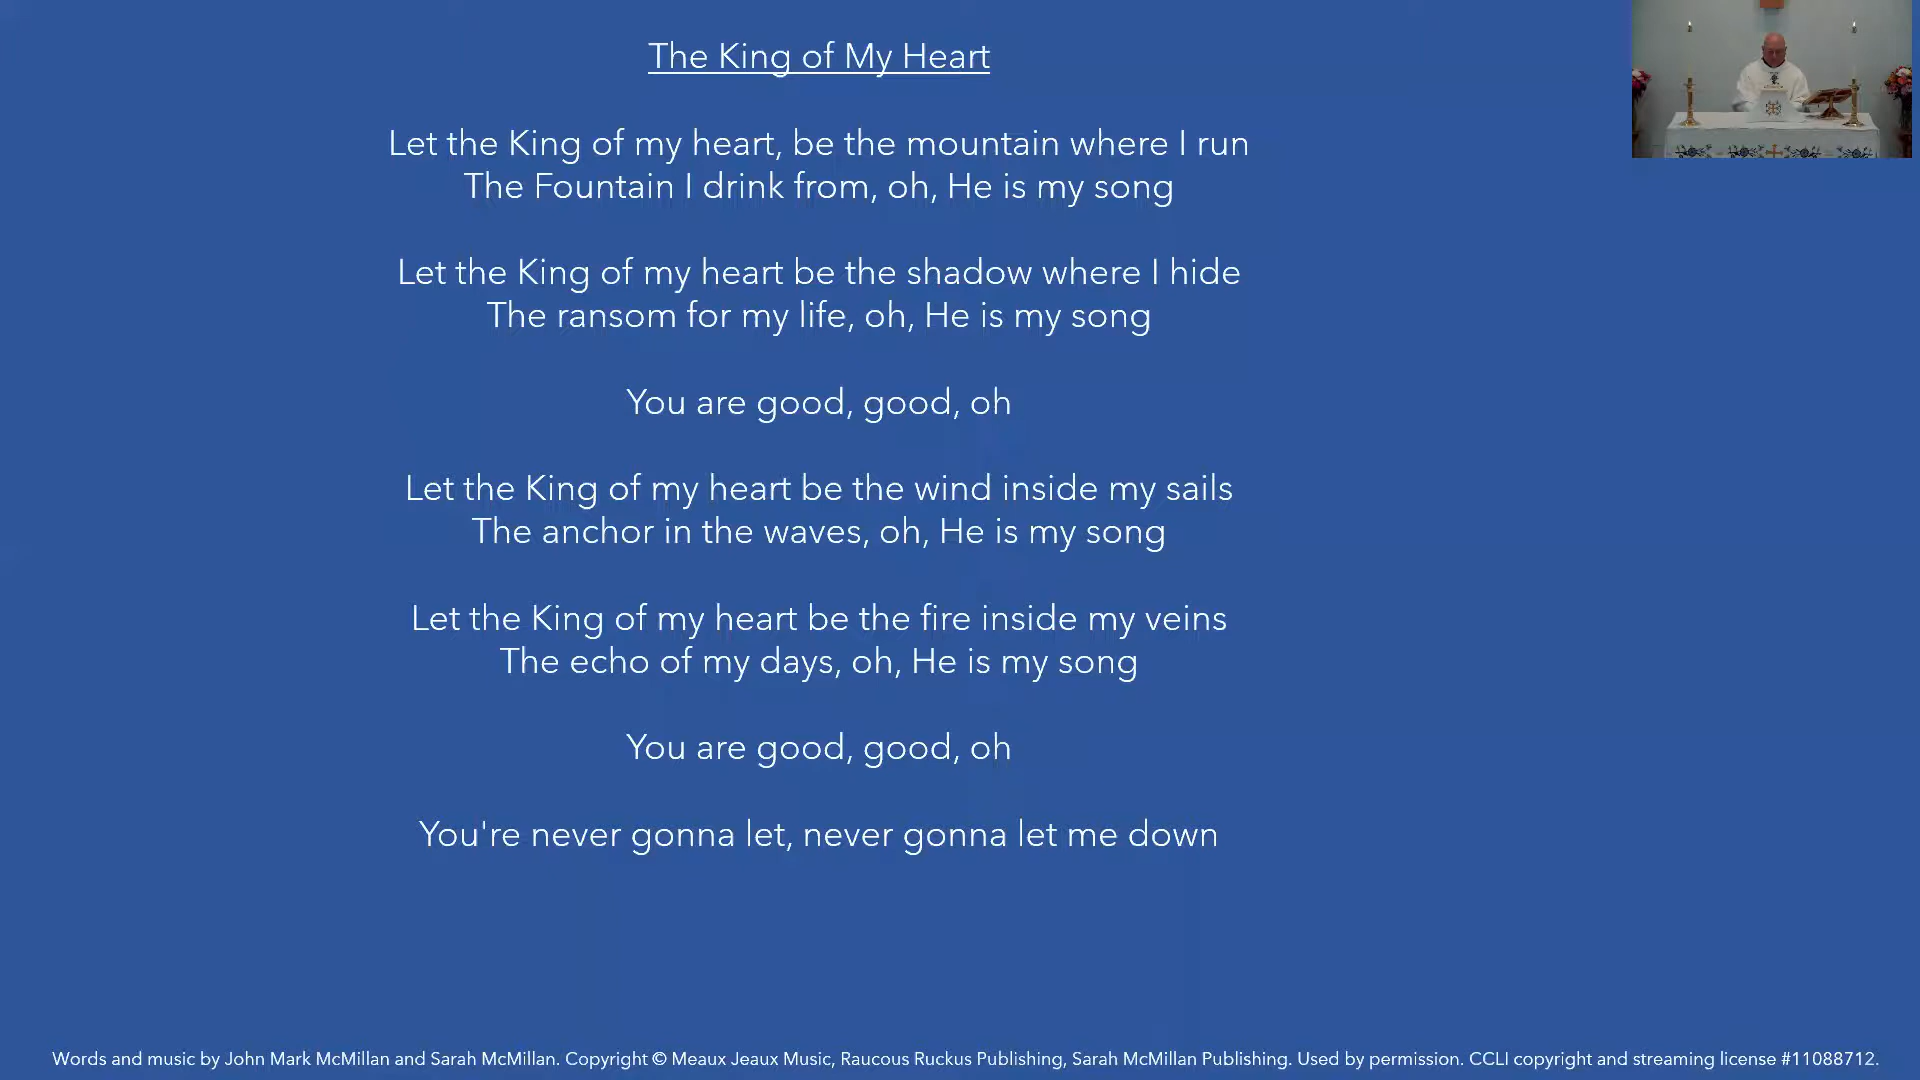 The King of My Heart
Let the King of my heart, be the mountain where I run
The Fountain I drink from, oh, He is my song
Let the King of my heart be the shadow where I hide
The ransom for my life, oh, He is my song
You are good, good, oh
Let the King of my heart be the wind inside my sails
The anchor in the waves, oh, He is my song
Let the King of my heart be the fire inside my veins
The echo of my days, oh, He is my song
You are good, good, oh
You're never gonna let, never gonna let me down
Words and music by John Mark McMillan and Sarah McMillan. Copyright © Meaux Jeaux Music, Raucous Ruckus Publishing, Sarah McMillan Publishing. Used by permission. CCLI copyright and streaming license #11088712.